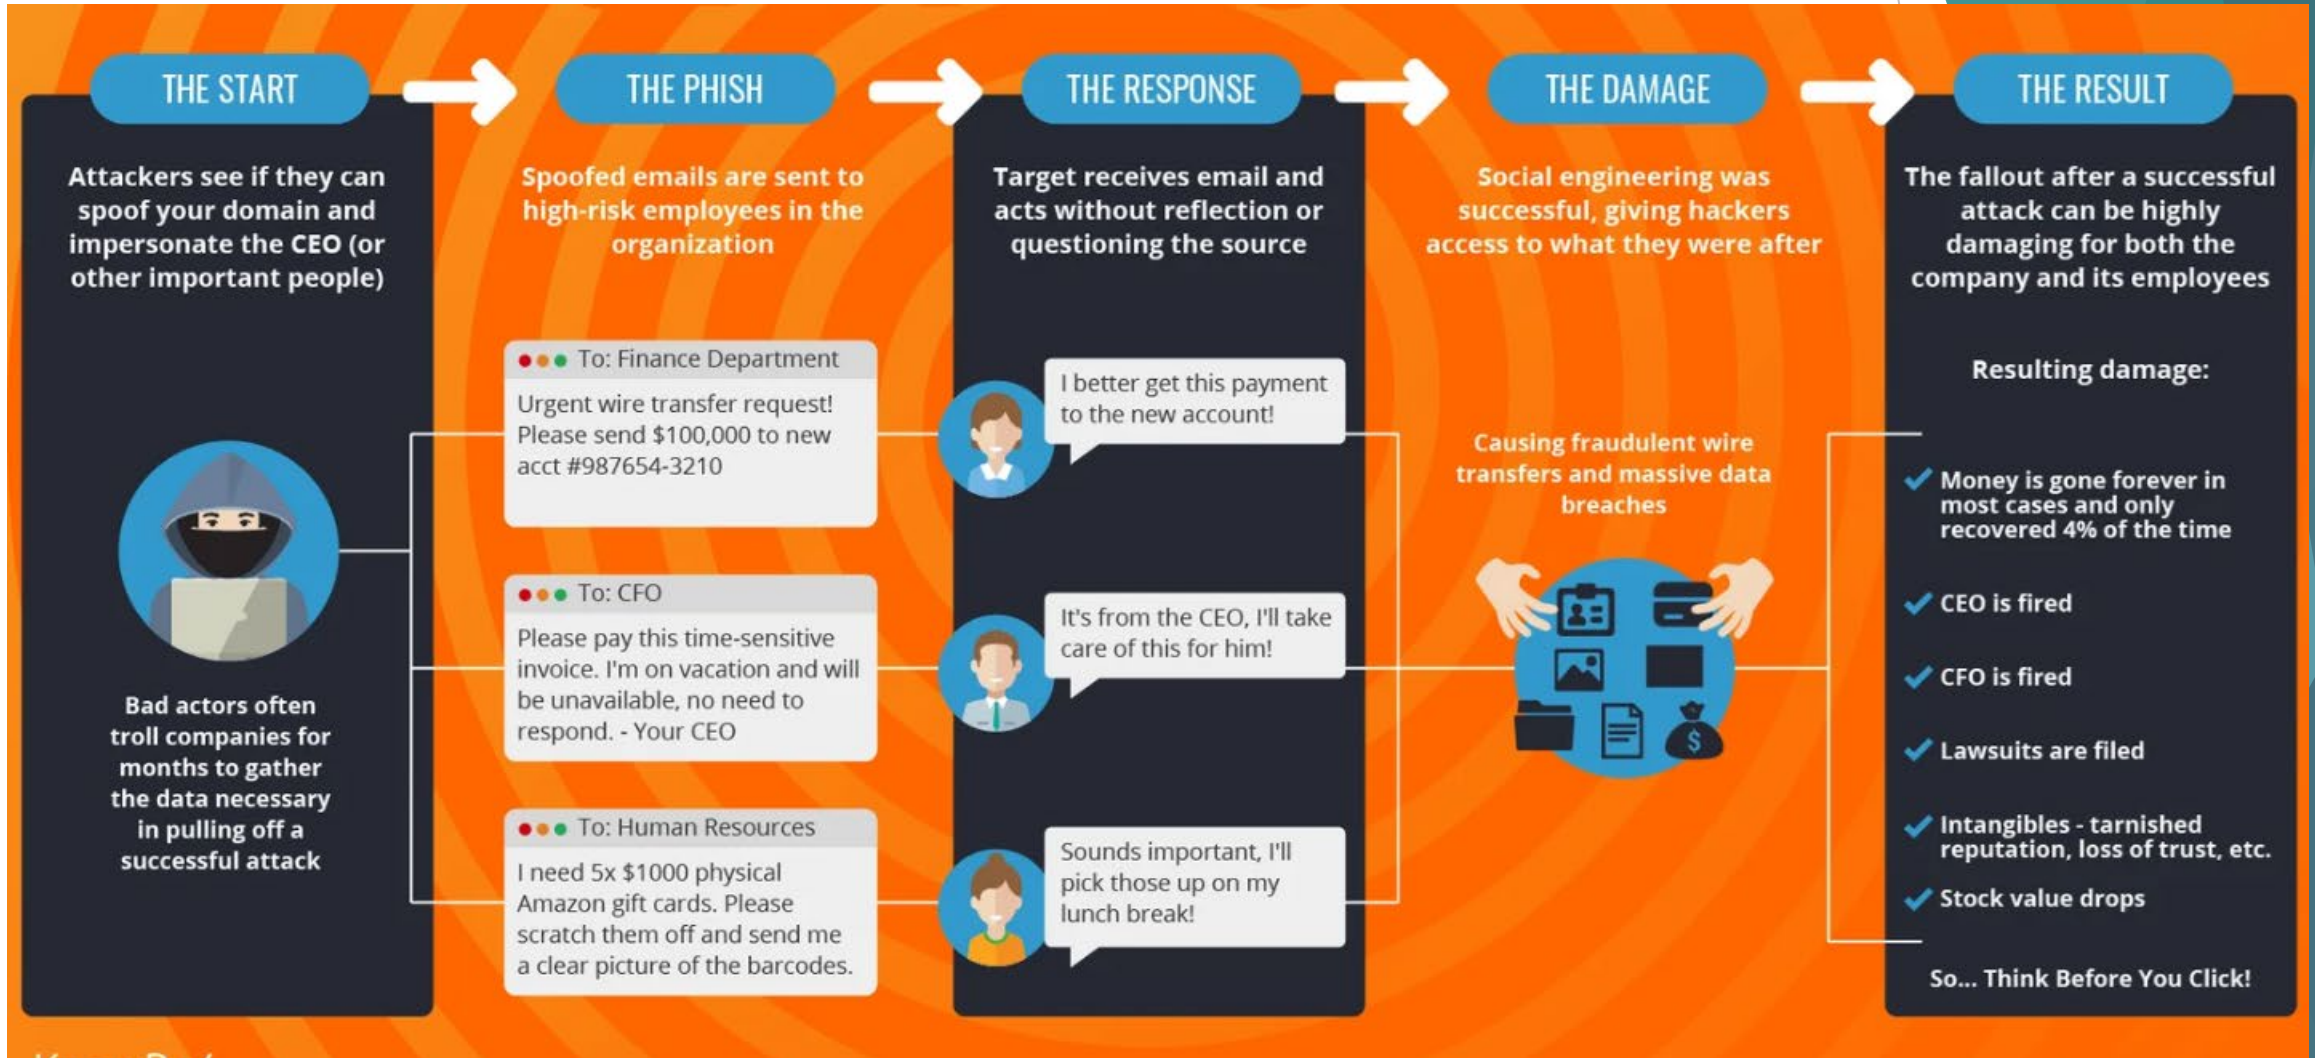 THE START
Attackers see if they can
spoof your domain and
impersonate the CEO (or
other important people)
Bad actors often
troll companies for
months to gather
the data necessary
in pulling off a
successful attack
THE PHISH
Spoofed emails are sent to
high-risk employees in the
organization
To: Finance Department
Urgent wire transfer request!
Please send $100,000 to new
acct #987654-3210
To: CFO
Please pay this time-sensitive
invoice. I'm on vacation and will
be unavailable, no need to
respond. - Your CEO
To: Human Resources
I need 5x $1000 physical
Amazon gift cards. Please
scratch them off and send me
a clear picture of the barcodes.
THE RESPONSE
Target receives email and
acts without reflection or
questioning the source
I better get this payment
to the new account!
It's from the CEO, I'll take
care of this for him!
Sounds important, I'll
pick those up on my
lunch break!
THE DAMAGE
Social engineering was
successful, giving hackers
access to what they were after
Causing fraudulent wire
transfers and massive data
breaches
$
THE RESULT
The fallout after a successful
attack can be highly
damaging for both the
company and its employees
Resulting damage:
Money is gone forever in
most cases and only
recovered 4% of the time
CEO is fired
CFO is fired
Lawsuits are filed
Intangibles - tarnished
reputation, loss of trust, etc.
Stock value drops
So... Think Before You Click!